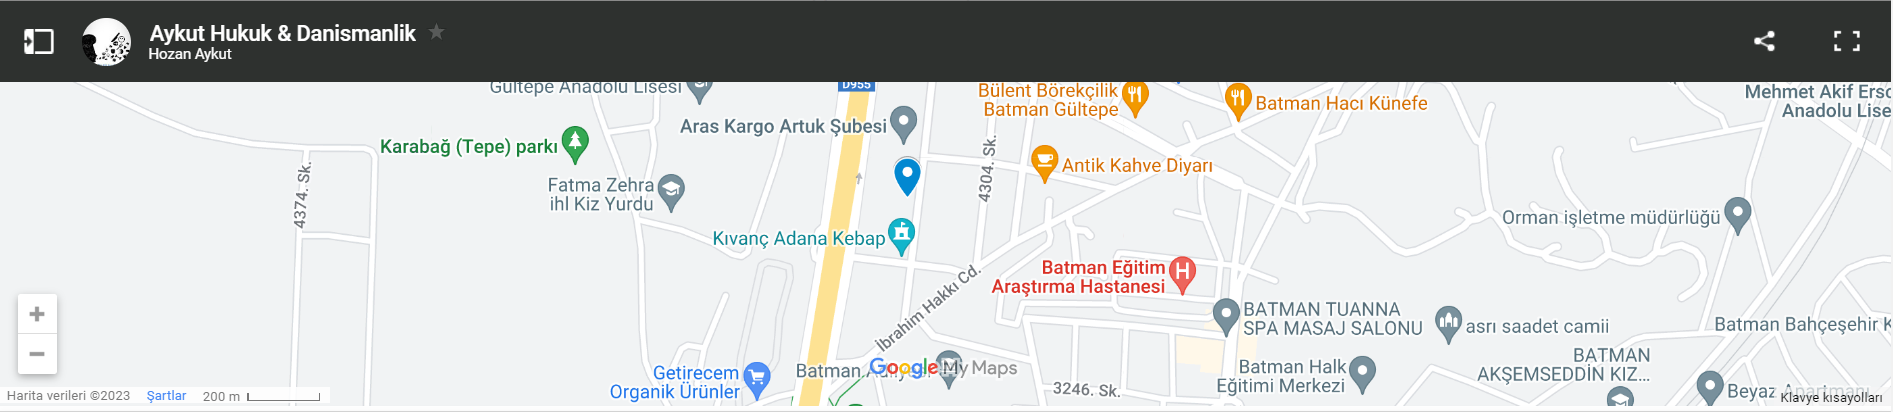 Aykut Hukuk & Danismanlik
Hozan Aykut
Gültepe Anadolu Lisesi
D955
Bülent Börekçilik
Batman Gültepe
Batman Hacı Künefe
Mehmet Akif Ersc
Anadolu Lise
Aras Kargo Artuk Şubesi
Karabağ (Tepe) parkı
4304. Sk.
Antik Kahve Diyarı
4374. Sk.
Fatma Zehra
ihl Kiz Yurdu
Orman işletme müdürlüğü
Kıvanç Adana Kebap
Batman Eğitim
Araştırma Hastanesi
H
İbrahim Hakkı Cd.
BATMAN TUANNA
SPA MASAJ SALONU
asrı saadet camii
Batman Bahçeşehir K
Getirecem
Organik Ürünler
Batman
Google My Maps
3246. Sk.
Batman Halk
Eğitimi Merkezi
BATMAN
AKŞEMSEDDİN KIZ...
Beyaz Apartmanı
Klavye kısayolları
Harita verileri ©2023 Şartlar 200 m